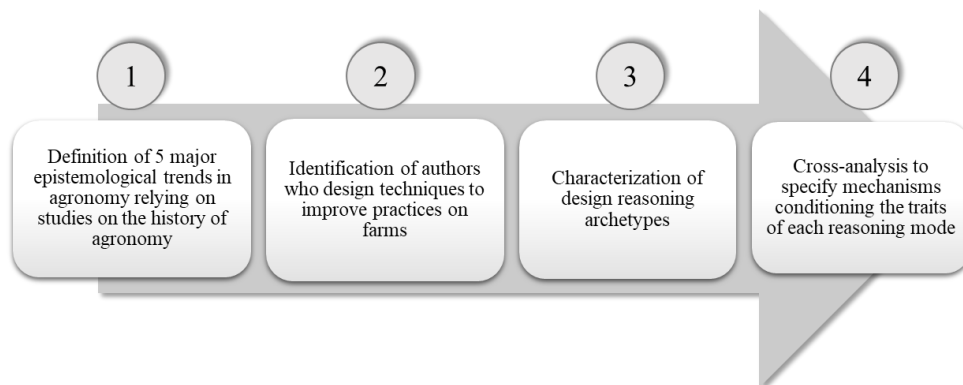 1
Definition of 5 major
epistemological trends in
agronomy relying on
studies on the history of
agronomy
2
Identification of authors
who design techniques to
improve practices on
farms
3
Characterization of
design reasoning
archetypes
4
Cross-analysis to
specify mechanisms
conditioning the traits
of each reasoning mode